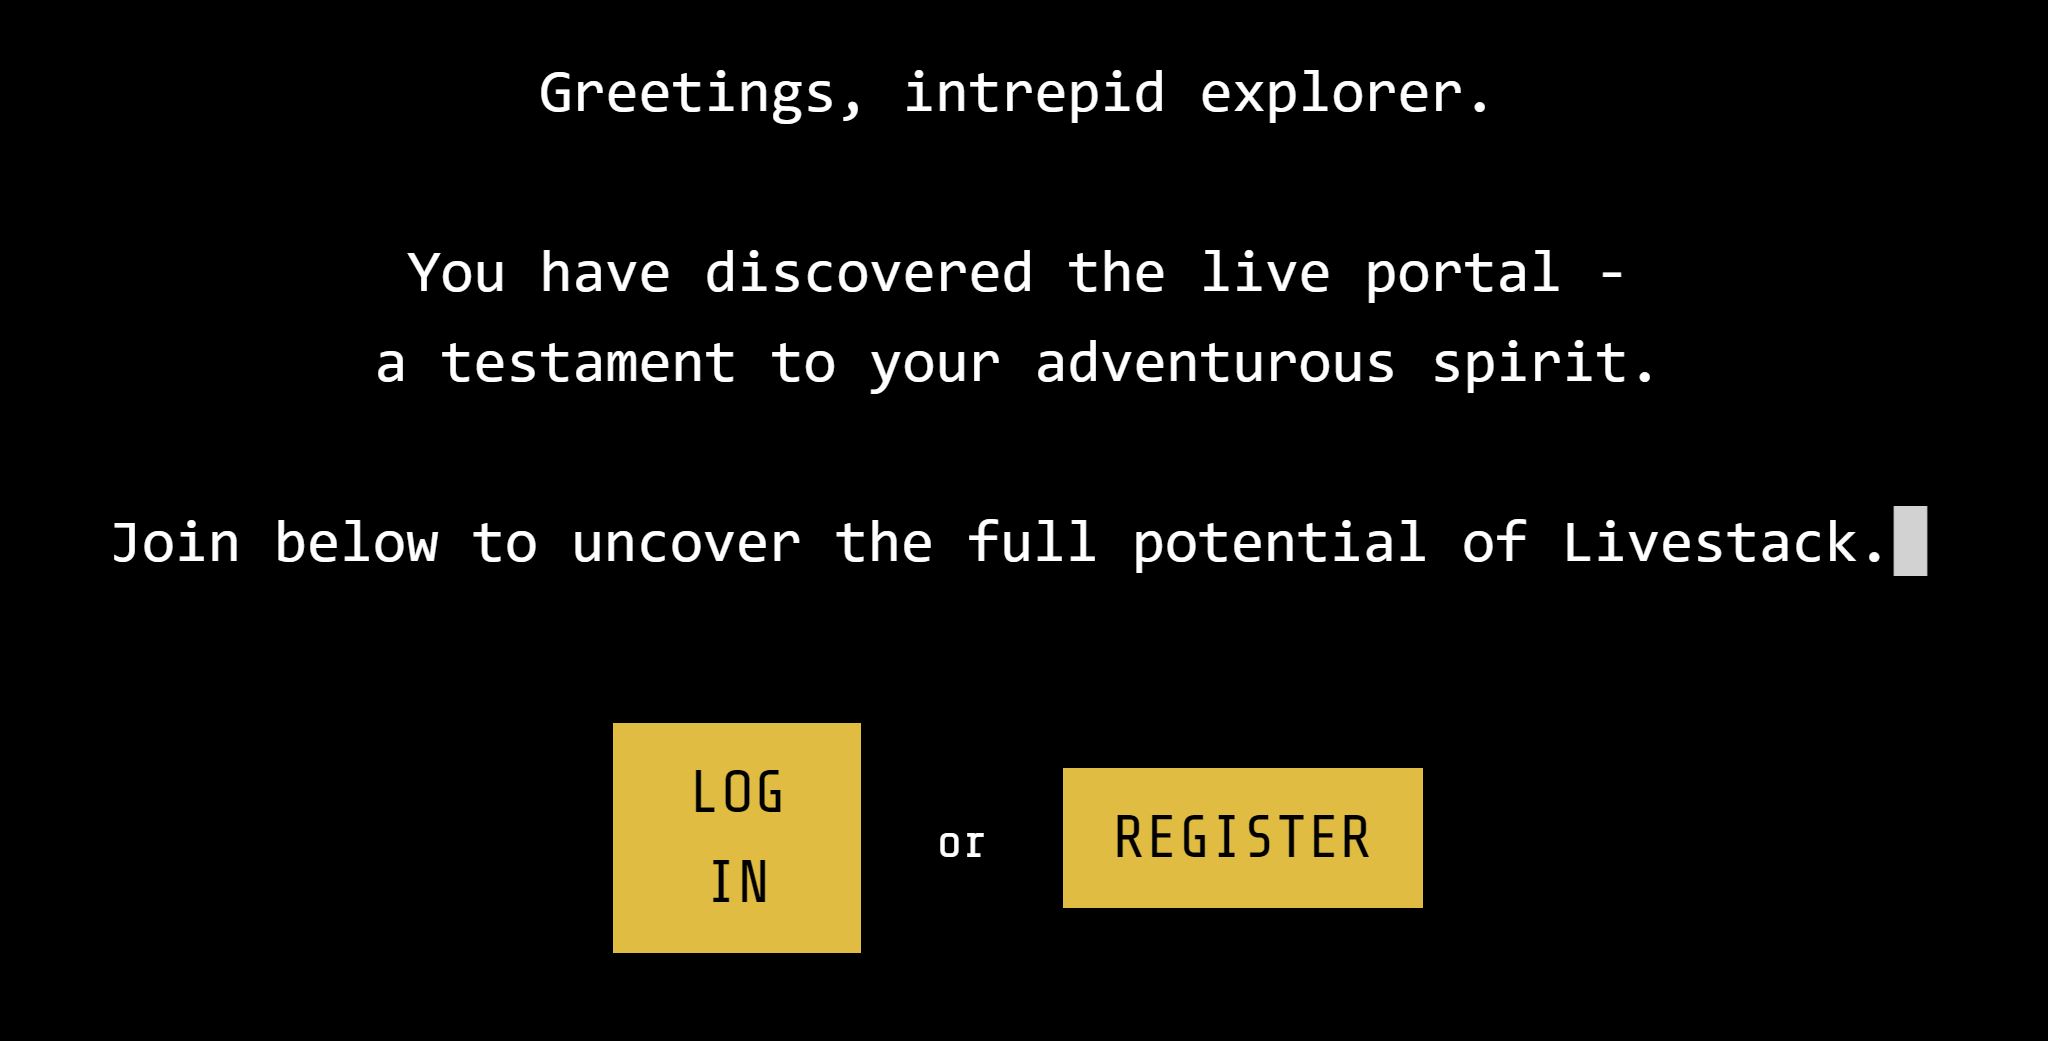 Greetings, intrepid explorer.
You have discovered the live portal -
a testament to your adventurous spirit.
Join below to uncover the full potential of Livestack.
LOG
IN
or
REGISTER